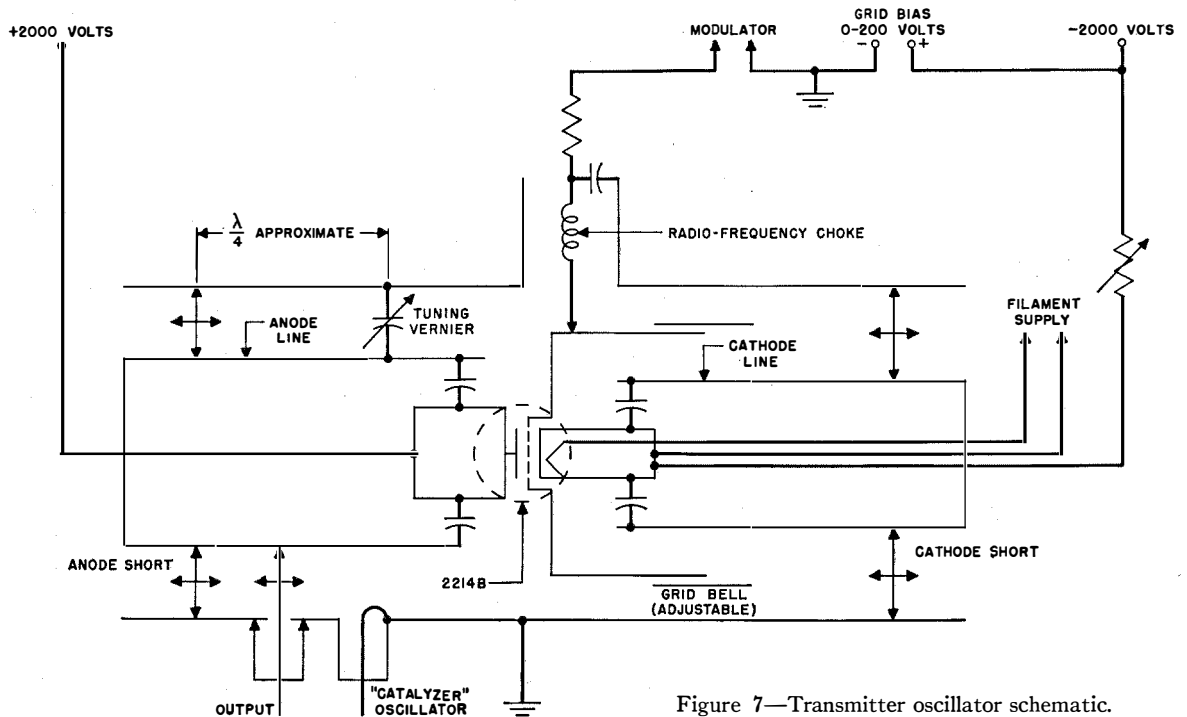 +2000 VOLTS
MODULATOR
GRID BIAS
0-200 VOLTS
− +
−2000 VOLTS
λ/4 APPROXIMATE
RADIO-FREQUENCY CHOKE
TUNING
VERNIER
ANODE
LINE
CATHODE
LINE
FILAMENT
SUPPLY
ANODE SHORT
2214B
GRID BELL
(ADJUSTABLE)
CATHODE SHORT
OUTPUT
"CATALYZER"
OSCILLATOR
Figure 7—Transmitter oscillator schematic.